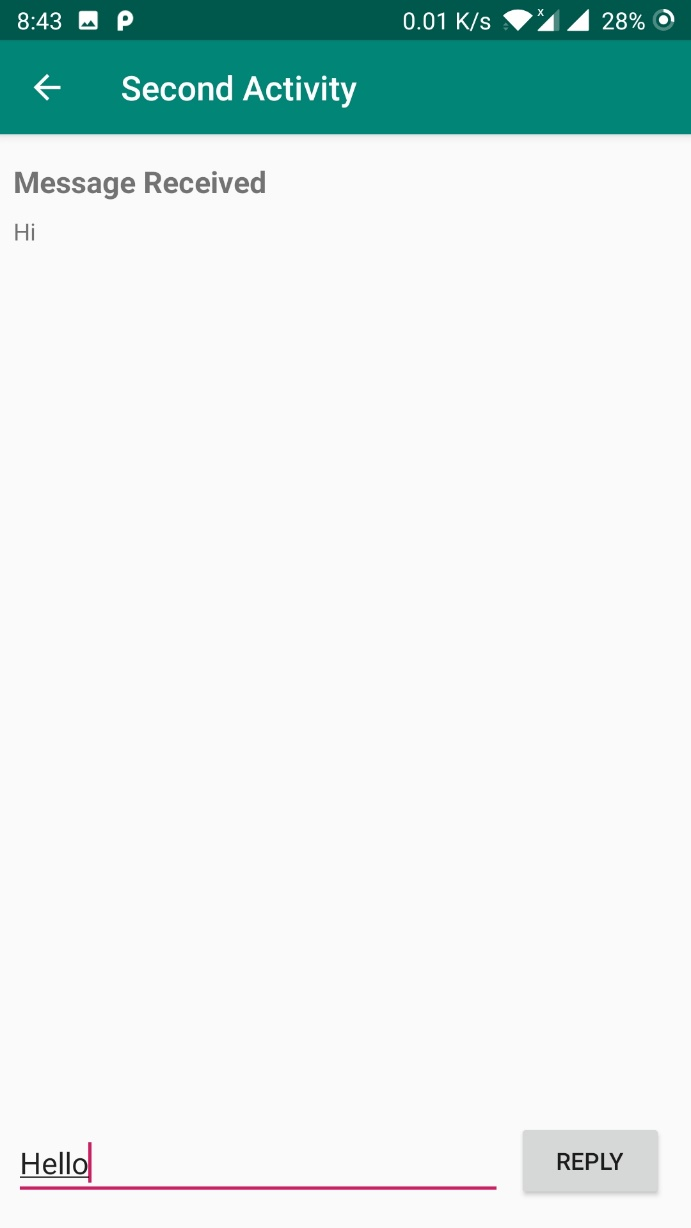 8:43 0.01 K/s x 28%
Second Activity
Message Received
Hi
Hello REPLY